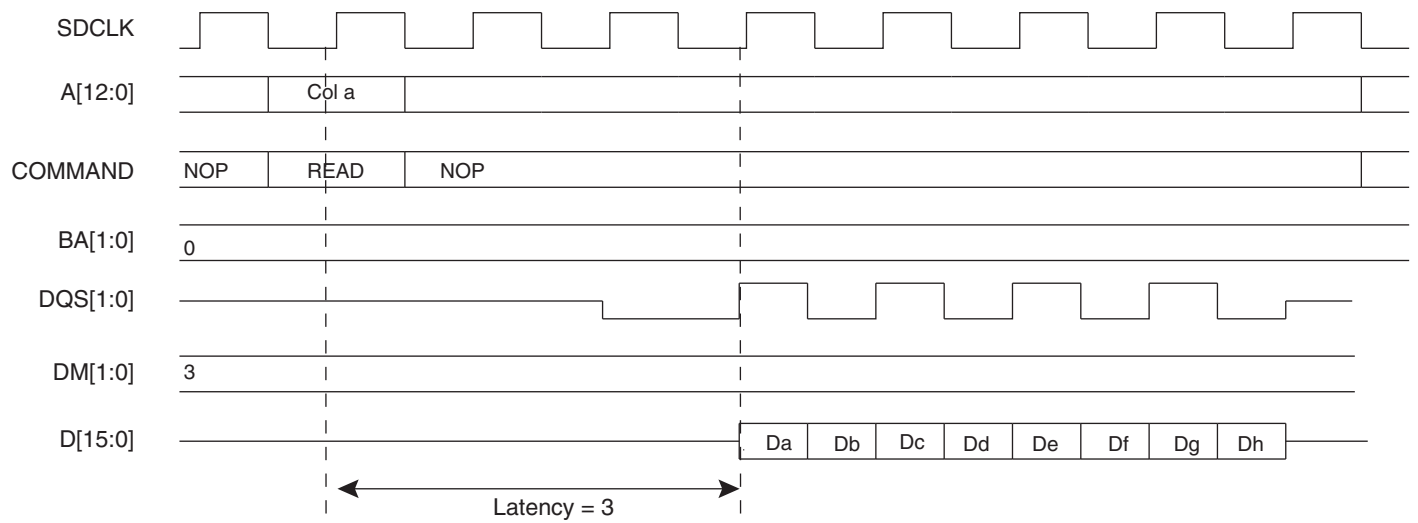 SDCLK
A[12:0] Col a
COMMAND NOP READ NOP
BA[1:0] 0
DQS[1:0]
DM[1:0] 3
D[15:0] Da Db Dc Dd De Df Dg Dh
Latency = 3